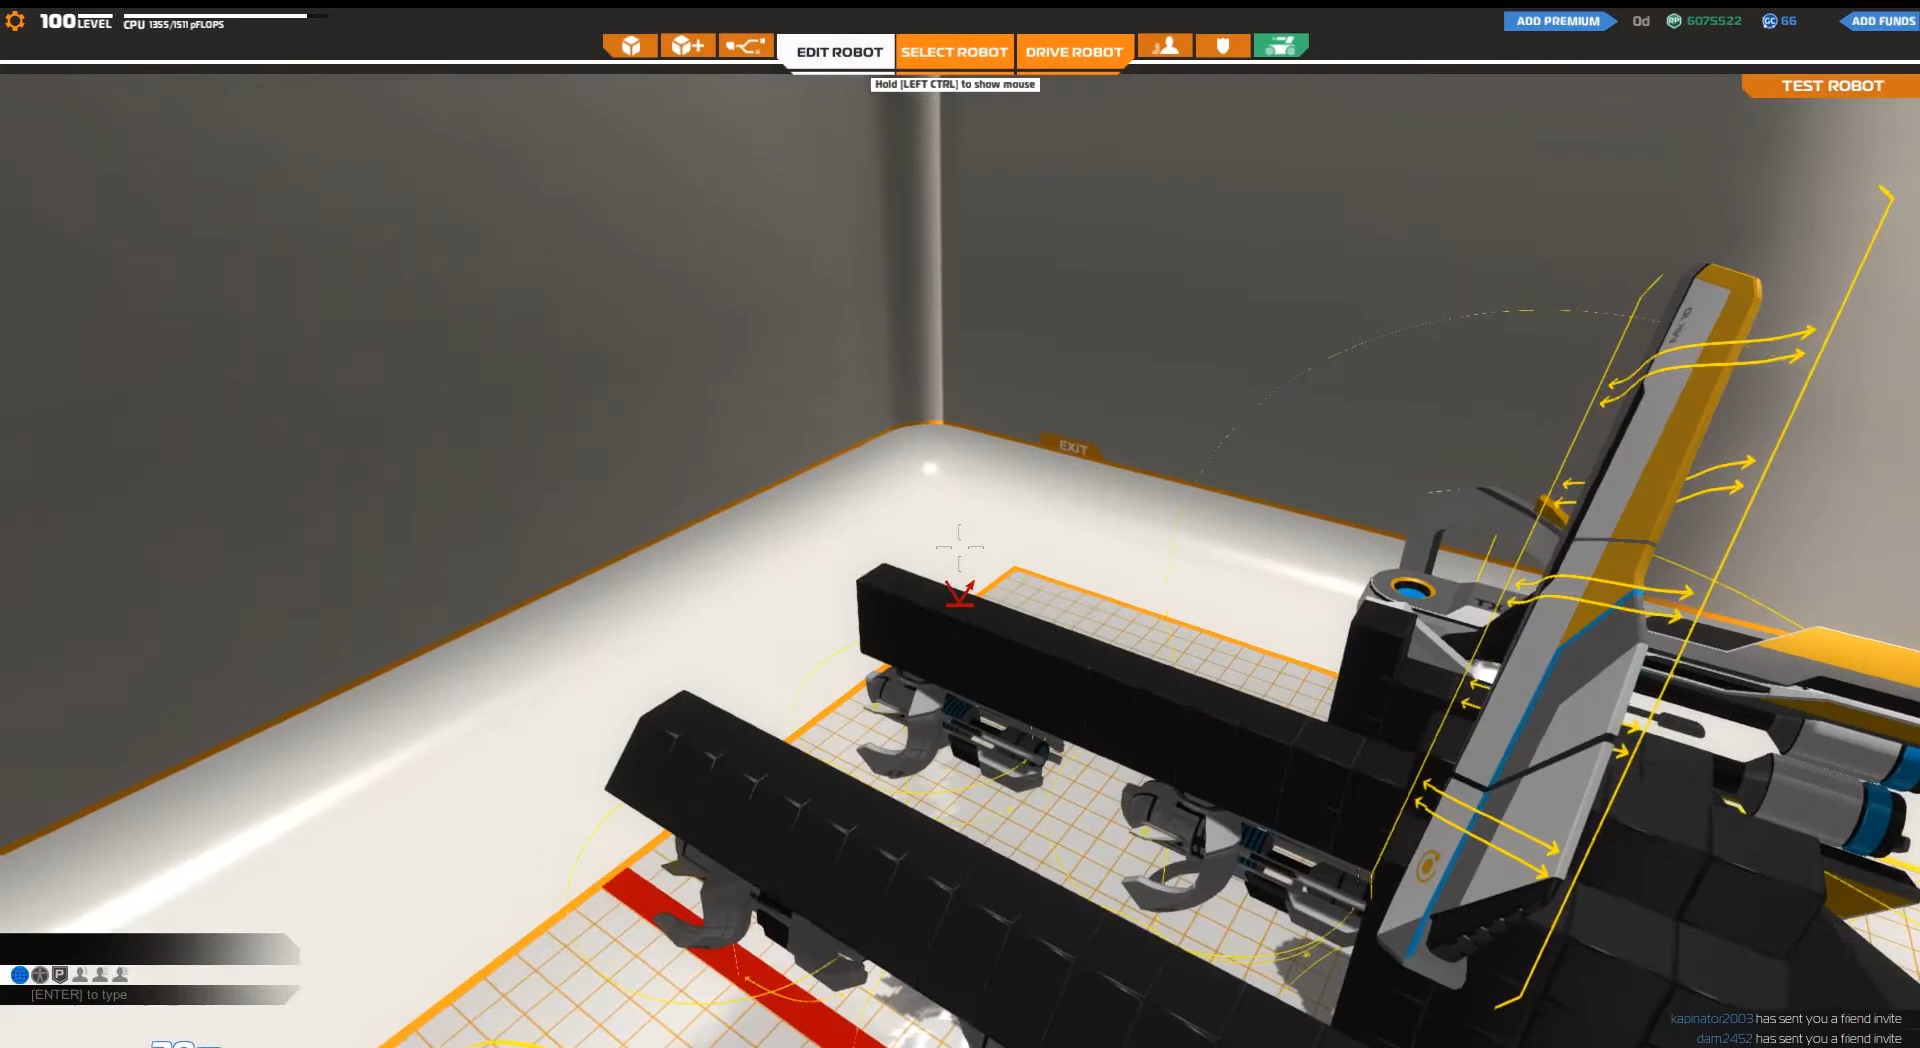 100 LEVEL CPU 1355/1511 pFLOPS
ADD PREMIUM 0d RP 6075522 GC 66 ADD FUNDS
EDIT ROBOT SELECT ROBOT DRIVE ROBOT
Hold [LEFT CTRL] to show mouse
TEST ROBOT
EXIT
P
[ENTER] to type
kapinator2003 has sent you a friend invite
dam2452 has sent you a friend invite